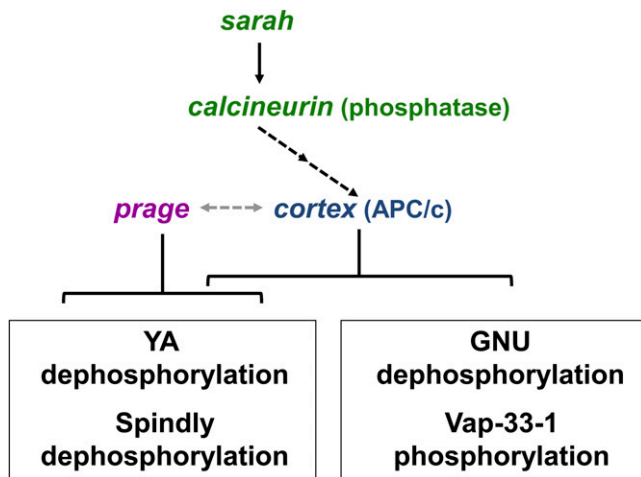 sarah
calcineurin (phosphatase)
prage cortex (APC/c)
YA
dephosphorylation
Spindly
dephosphorylation
GNU
dephosphorylation
Vap-33-1
phosphorylation